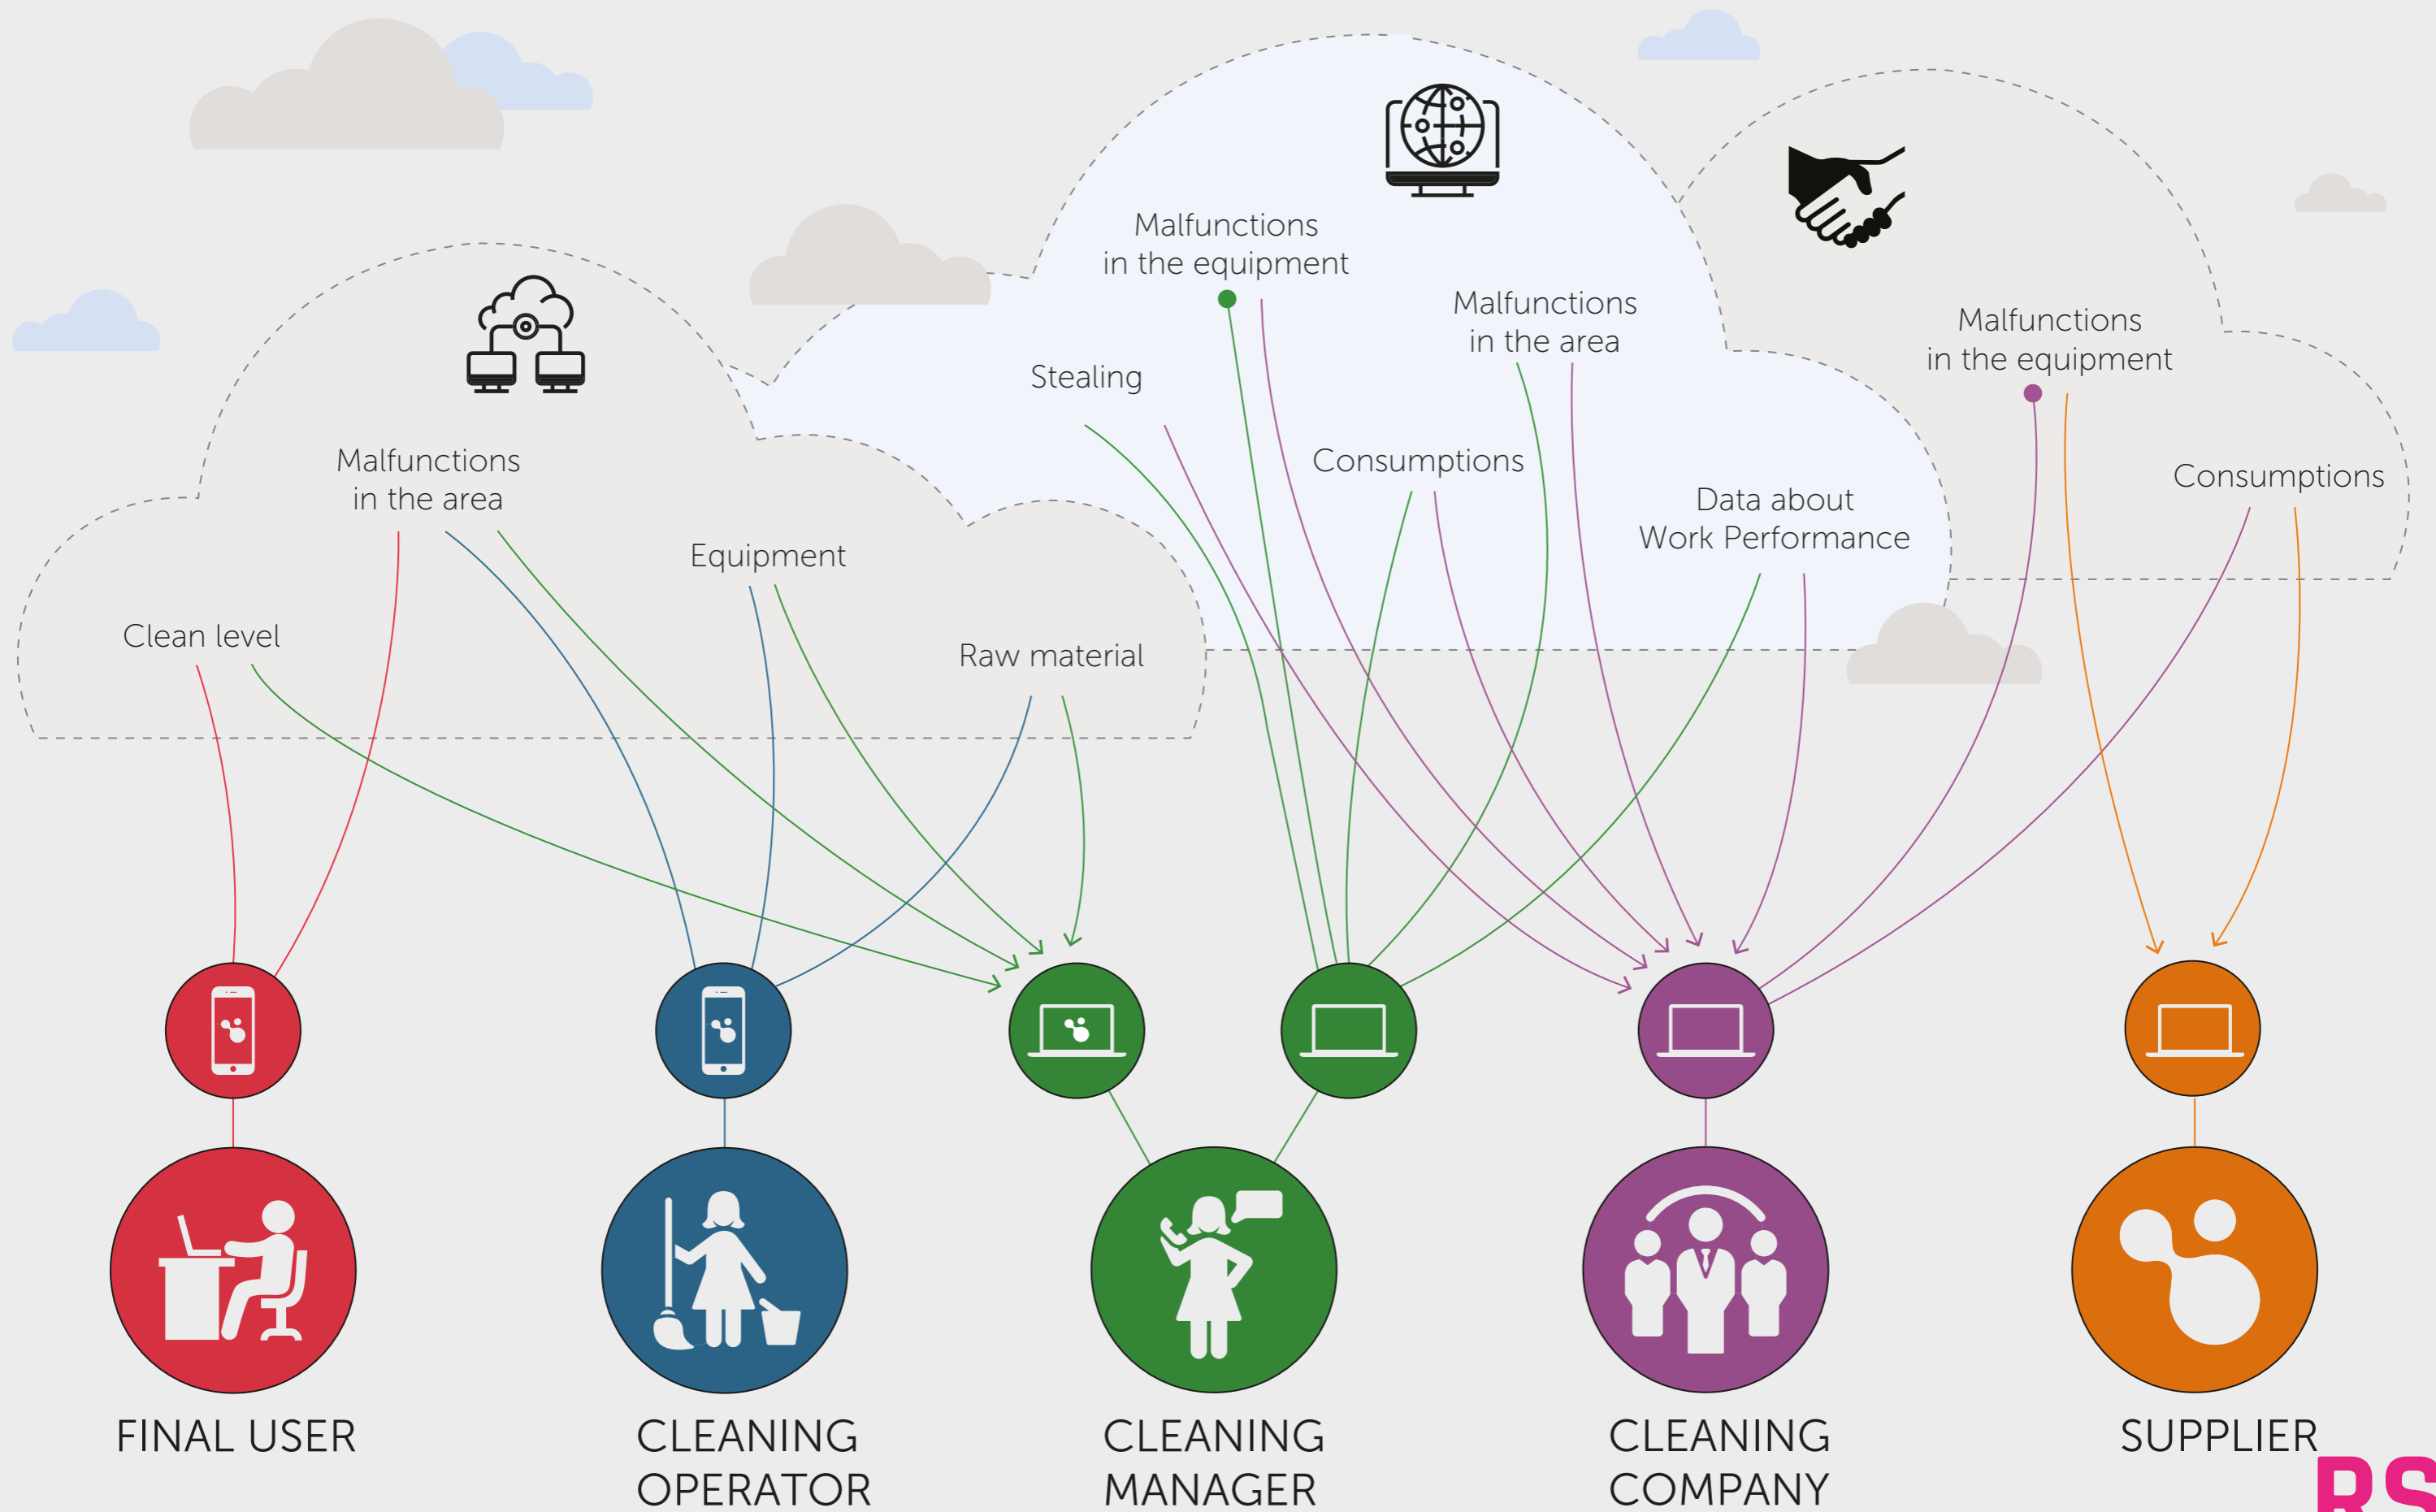 Malfunctions
in the equipment
Malfunctions
in the area
Malfunctions
in the equipment
Stealing
Malfunctions
in the area
Consumptions
Consumptions
Data about
Work Performance
Equipment
Clean level
Raw material
FINAL USER
CLEANING
OPERATOR
CLEANING
MANAGER
CLEANING
COMPANY
SUPPLIER
RS